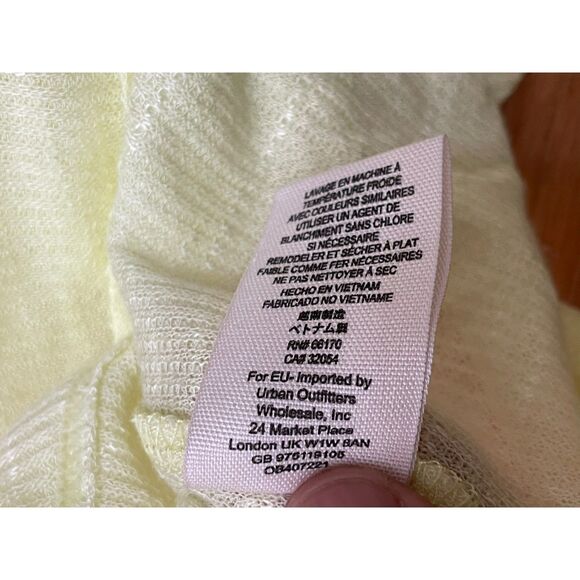 LAVAGE EN MACHINE À
TEMPÉRATURE FROIDE
AVEC COULEURS SIMILAIRES
UTILISER UN AGENT DE
BLANCHIMENT SANS CHLORE
SI NÉCESSAIRE
REMODELER ET SÉCHER À PLAT
FAIBLE COMME FER NÉCESSAIRES
NE PAS NETTOYER À SEC
HECHO EN VIETNAM
FABRICADO NO VIETNAM
越南制造
ベトナム製
RN# 66170
CA# 32054
For EU- Imported by
Urban Outfitters
Wholesale, Inc
24 Market Place
London UK W1W 8AN
GB 975119105
OB407221